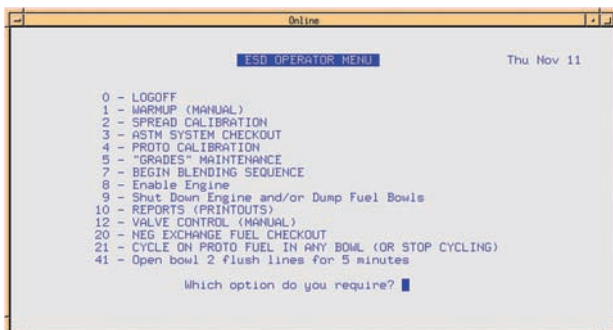 Online
ESD OPERATOR MENU Thu Nov 11
0 - LOGOFF
1 - WARMUP (MANUAL)
2 - SPREAD CALIBRATION
3 - ASTM SYSTEM CHECKOUT
4 - PROTO CALIBRATION
5 - "GRADES" MAINTENANCE
7 - BEGIN BLENDING SEQUENCE
8 - Enable Engine
9 - Shut Down Engine and/or Dump Fuel Bowls
10 - REPORTS (PRINTOUTS)
12 - VALVE CONTROL (MANUAL)
20 - NEG EXCHANGE FUEL CHECKOUT
21 - CYCLE ON PROTO FUEL IN ANY BOWL (OR STOP CYCLING)
41 - Open bowl 2 flush lines for 5 minutes
Which option do you require?